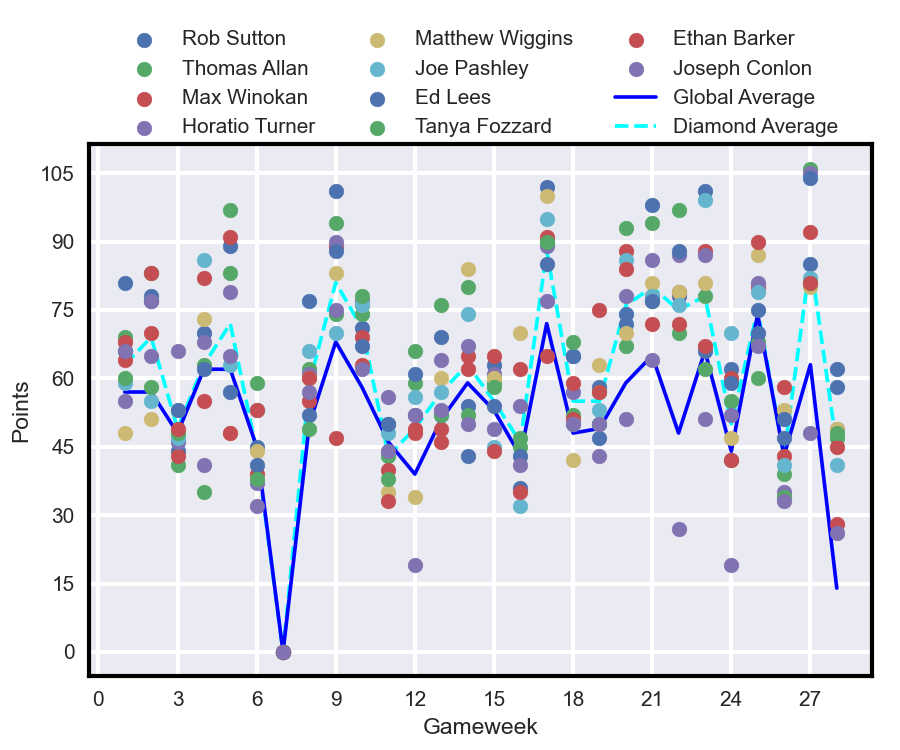 Rob Sutton
Thomas Allan
Max Winokan
Horatio Turner
Matthew Wiggins
Joe Pashley
Ed Lees
Tanya Fozzard
Ethan Barker
Joseph Conlon
Global Average
Diamond Average
105
90
75
60
45
30
15
0
Points
0 3 6 9 12 15 18 21 24 27
Gameweek